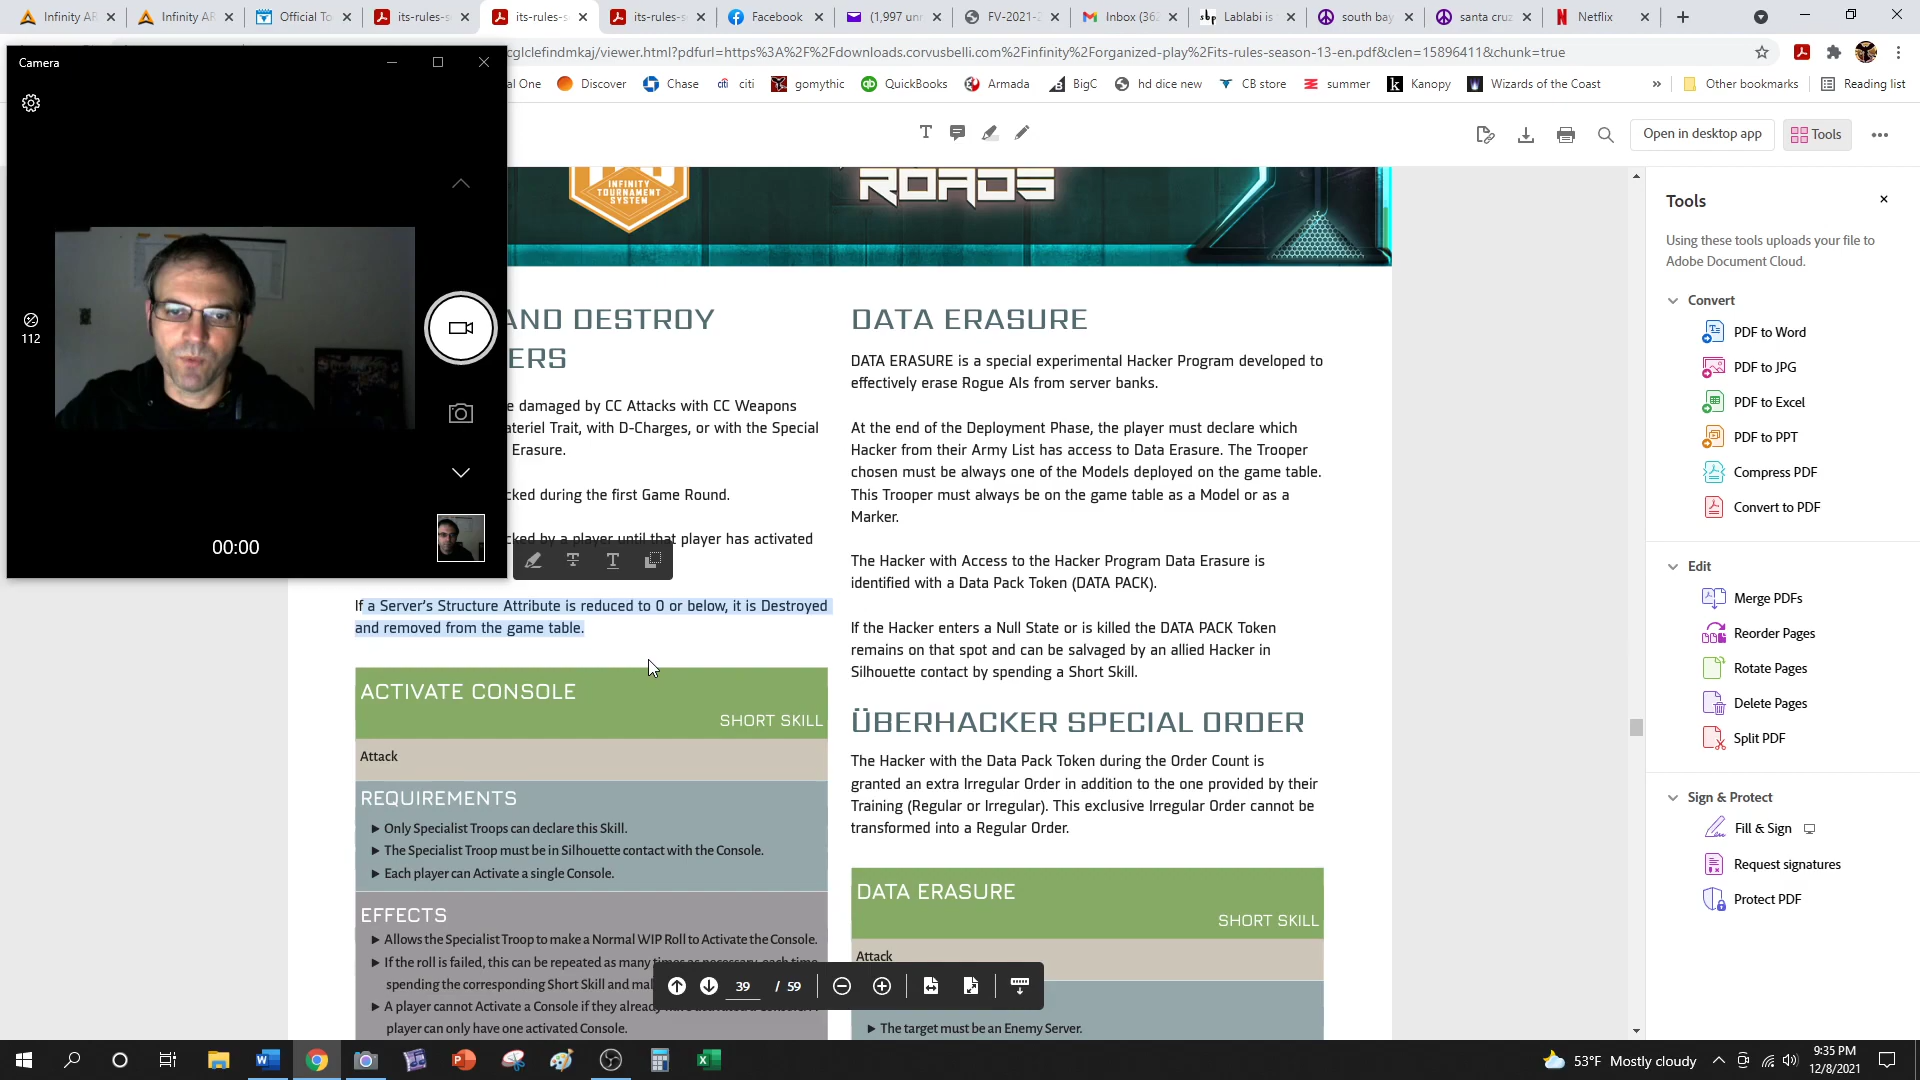 Infinity AR
Infinity AR
Official To
its-rules-s
its-rules-s
its-rules-s
Facebook
(1,997 un
FV-2021-
Inbox (36
sbp
Lablabi is
south bay
santa cruz
Netflix
cglclefindmkaj/viewer.html?pdfurl=https%3A%2F%2Fdownloads.corvusbelli.com%2Finfinity%2Forganized-play%2Fits-rules-season-13-en.pdf&clen=15896411&chunk=true
al One
Discover
Chase
citi
citi
gomythic
qb
QuickBooks
Armada
BigC
hd dice new
CB store
summer
k
Kanopy
Wizards of the Coast
»
Other bookmarks
Reading list
Camera
112
00:00
Open in desktop app
Tools
INFINITY
TOURNAMENT
SYSTEM
ROADS
AND DESTROY
ERS
e damaged by CC Attacks with CC Weapons
ateriel Trait, with D-Charges, or with the Special
Erasure.
cked during the first Game Round.
cked by a player until that player has activated
If a Server's Structure Attribute is reduced to 0 or below, it is Destroyed
and removed from the game table.
ACTIVATE CONSOLE
SHORT SKILL
Attack
REQUIREMENTS
► Only Specialist Troops can declare this Skill.
► The Specialist Troop must be in Silhouette contact with the Console.
► Each player can Activate a single Console.
EFFECTS
► Allows the Specialist Troop to make a Normal WIP Roll to Activate the Console.
► If the roll is failed, this can be repeated as many times as necessary, each time
spending the corresponding Short Skill and mak
► A player cannot Activate a Console if they already
player can only have one activated Console.
DATA ERASURE
DATA ERASURE is a special experimental Hacker Program developed to
effectively erase Rogue AIs from server banks.
At the end of the Deployment Phase, the player must declare which
Hacker from their Army List has access to Data Erasure. The Trooper
chosen must be always one of the Models deployed on the game table.
This Trooper must always be on the game table as a Model or as a
Marker.
The Hacker with Access to the Hacker Program Data Erasure is
identified with a Data Pack Token (DATA PACK).
If the Hacker enters a Null State or is killed the DATA PACK Token
remains on that spot and can be salvaged by an allied Hacker in
Silhouette contact by spending a Short Skill.
ÜBERHACKER SPECIAL ORDER
The Hacker with the Data Pack Token during the Order Count is
granted an extra Irregular Order in addition to the one provided by their
Training (Regular or Irregular). This exclusive Irregular Order cannot be
transformed into a Regular Order.
DATA ERASURE
SHORT SKILL
Attack
► The target must be an Enemy Server.
39 / 59
Tools
Using these tools uploads your file to
Adobe Document Cloud.
Convert
PDF to Word
PDF to JPG
PDF to Excel
PDF to PPT
Compress PDF
Convert to PDF
Edit
Merge PDFs
Reorder Pages
Rotate Pages
Delete Pages
Split PDF
Sign & Protect
Fill & Sign
Request signatures
Protect PDF
53°F Mostly cloudy
9:35 PM
12/8/2021